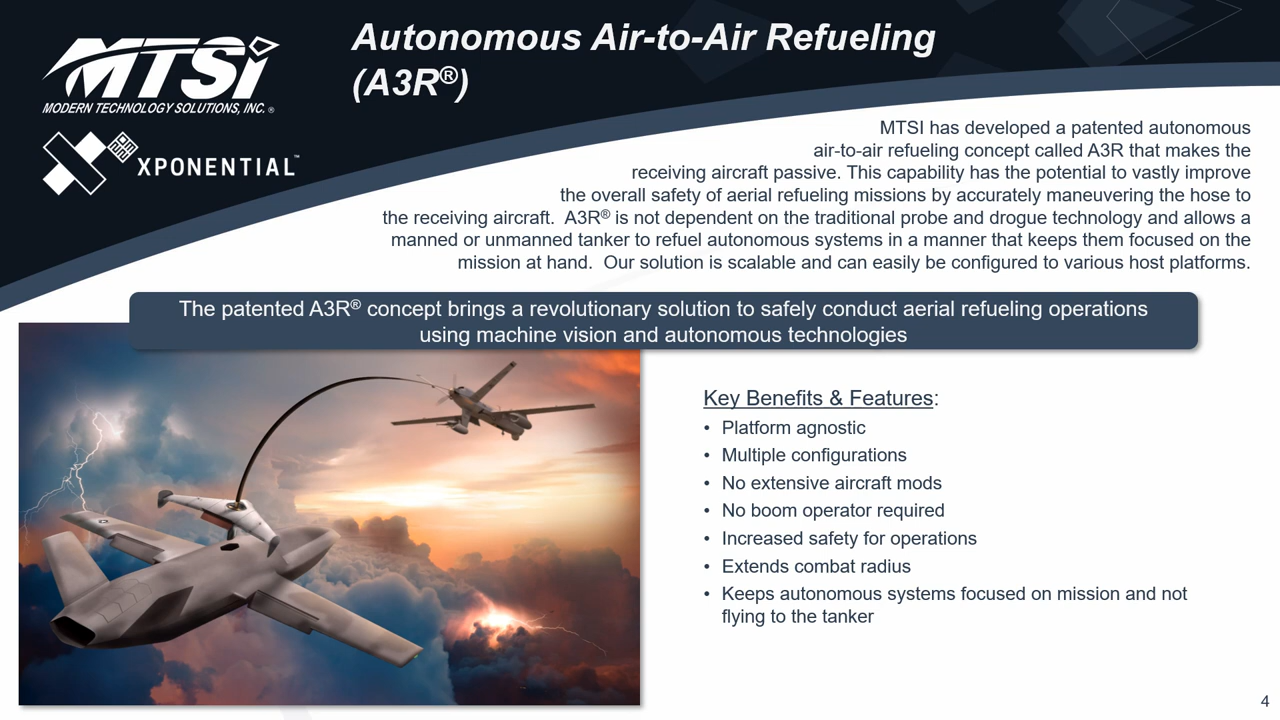 MTSi
MODERN TECHNOLOGY SOLUTIONS, INC.®
XPONENTIAL™
Autonomous Air-to-Air Refueling
(A3R®)
MTSI has developed a patented autonomous
air-to-air refueling concept called A3R that makes the
receiving aircraft passive. This capability has the potential to vastly improve
the overall safety of aerial refueling missions by accurately maneuvering the hose to
the receiving aircraft.  A3R® is not dependent on the traditional probe and drogue technology and allows a
manned or unmanned tanker to refuel autonomous systems in a manner that keeps them focused on the
mission at hand.  Our solution is scalable and can easily be configured to various host platforms.
The patented A3R® concept brings a revolutionary solution to safely conduct aerial refueling operations
using machine vision and autonomous technologies
Key Benefits & Features:
• Platform agnostic
• Multiple configurations
• No extensive aircraft mods
• No boom operator required
• Increased safety for operations
• Extends combat radius
• Keeps autonomous systems focused on mission and not
flying to the tanker
4